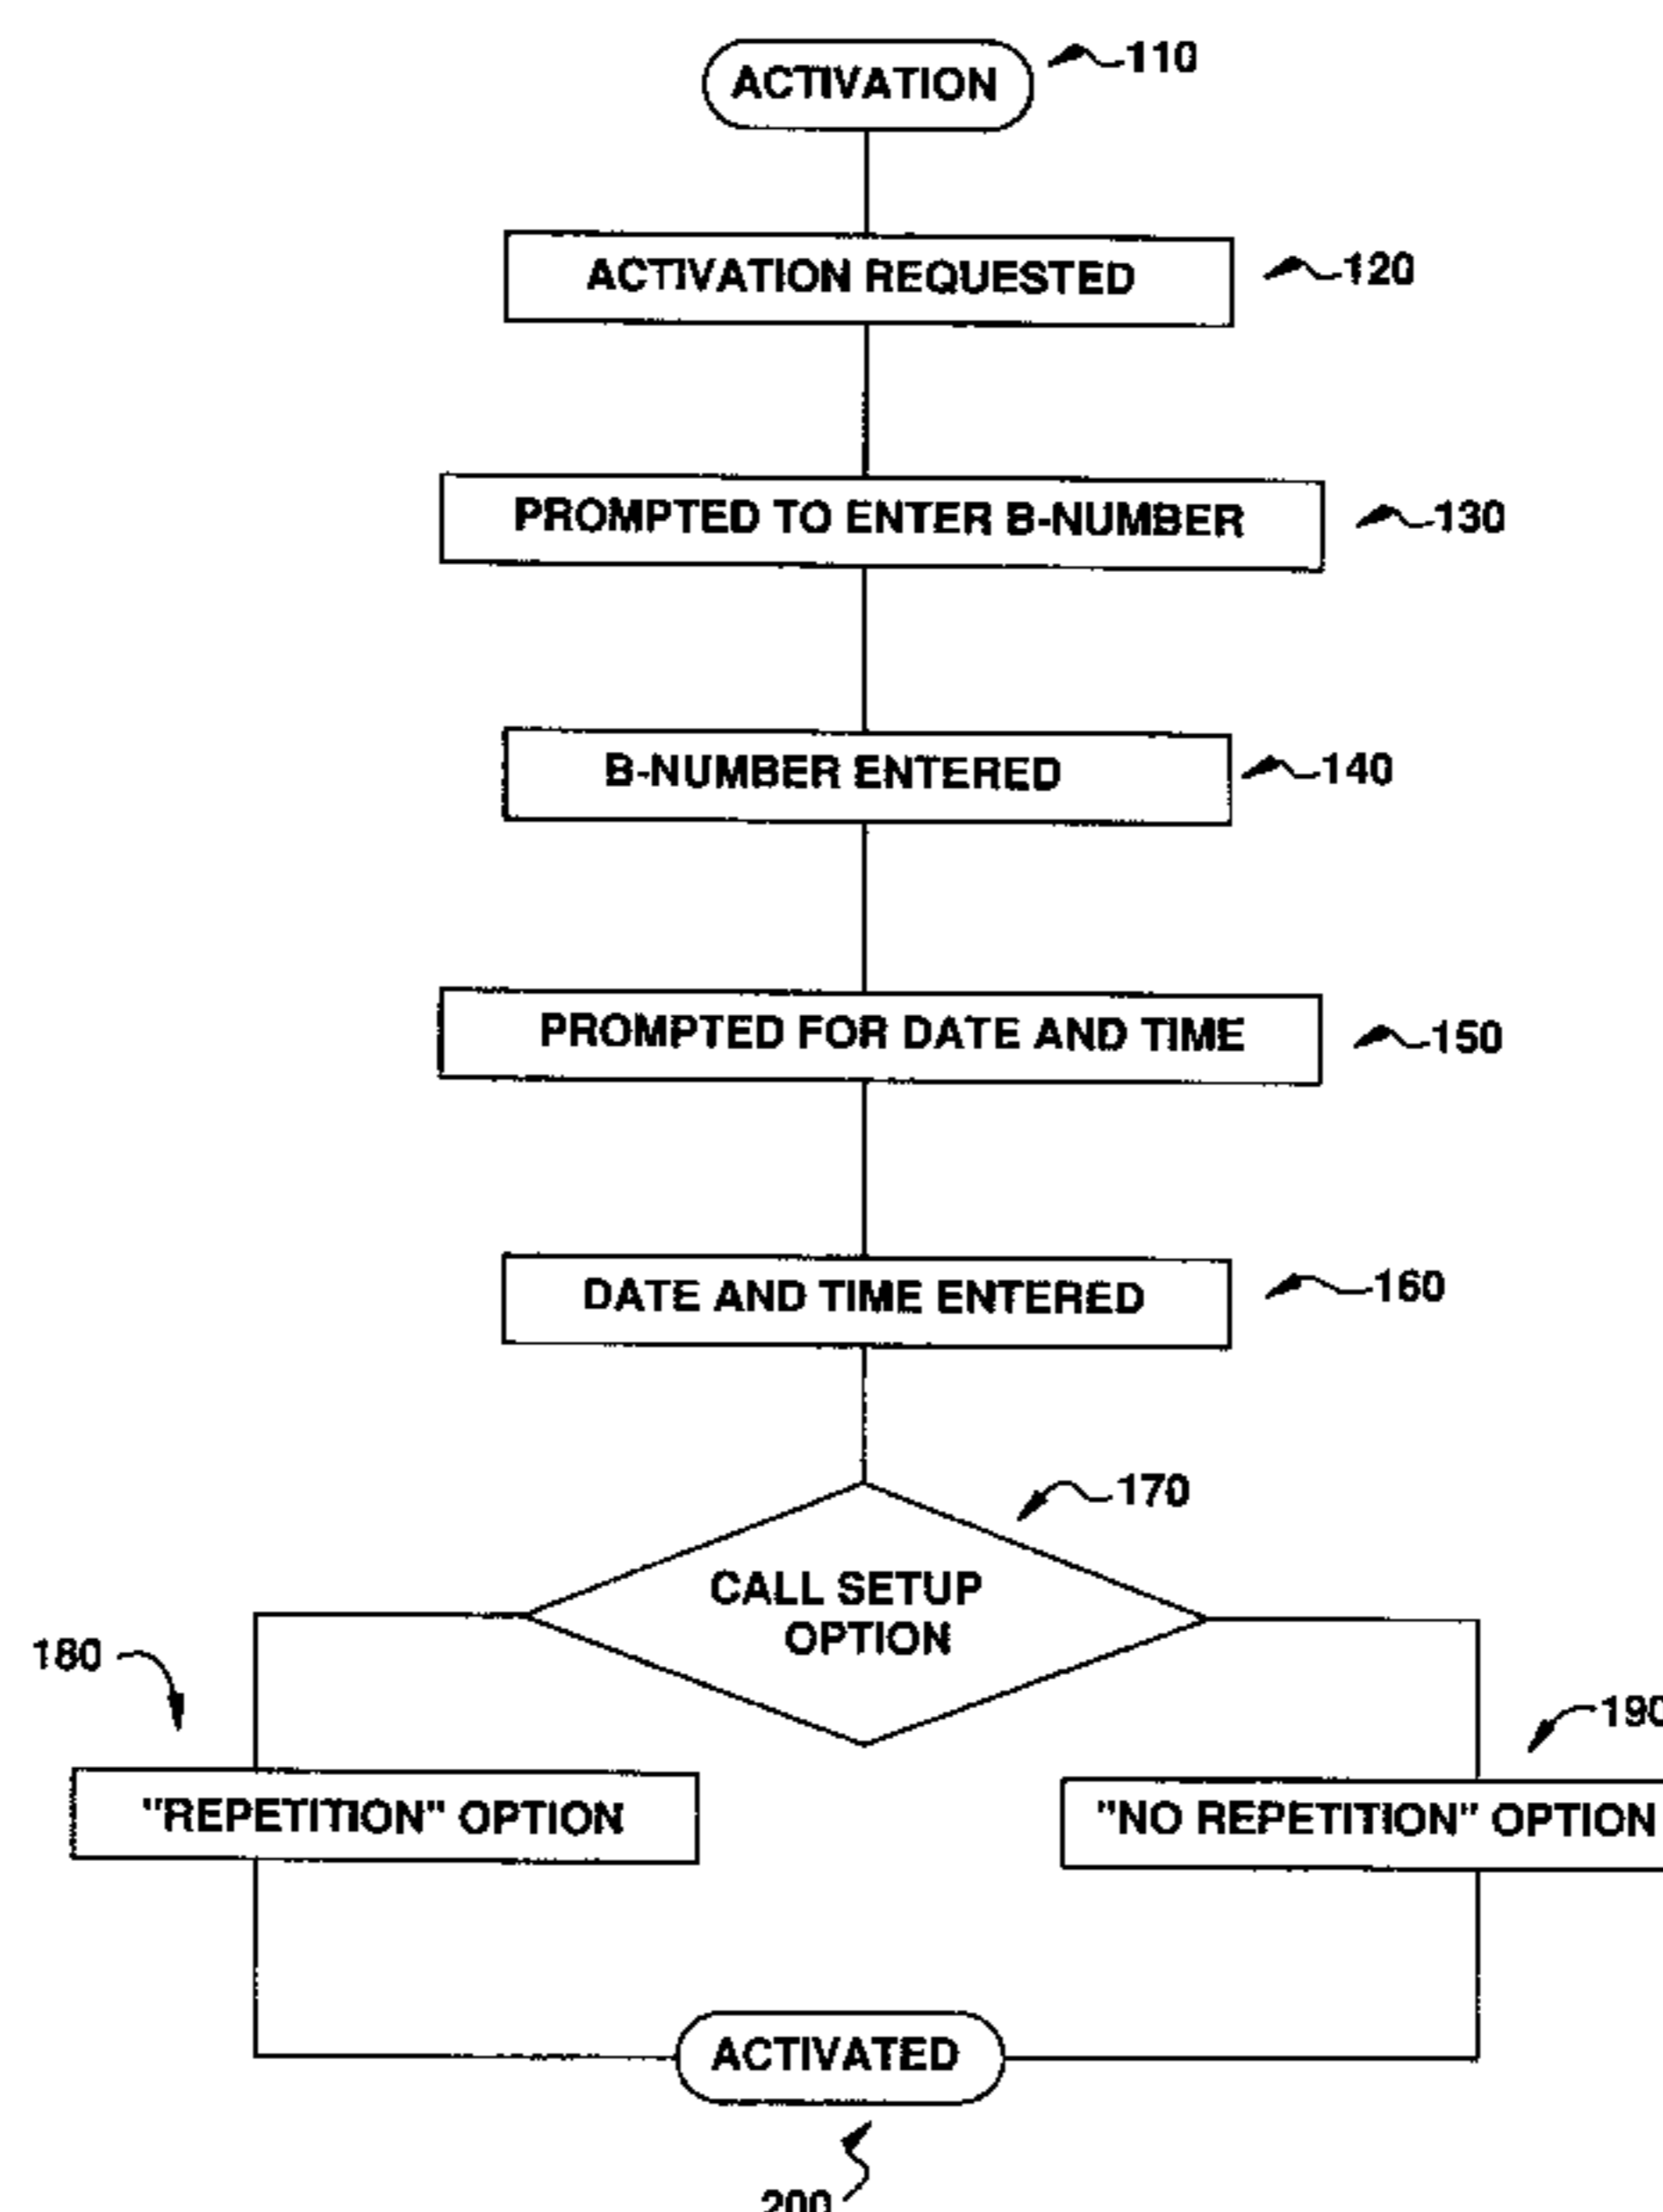 ACTIVATION
110
ACTIVATION REQUESTED
120
PROMPTED TO ENTER B-NUMBER
130
B-NUMBER ENTERED
140
PROMPTED FOR DATE AND TIME
150
DATE AND TIME ENTERED
160
170
CALL SETUP
OPTION
180
190
"REPETITION" OPTION
"NO REPETITION" OPTION
ACTIVATED
200